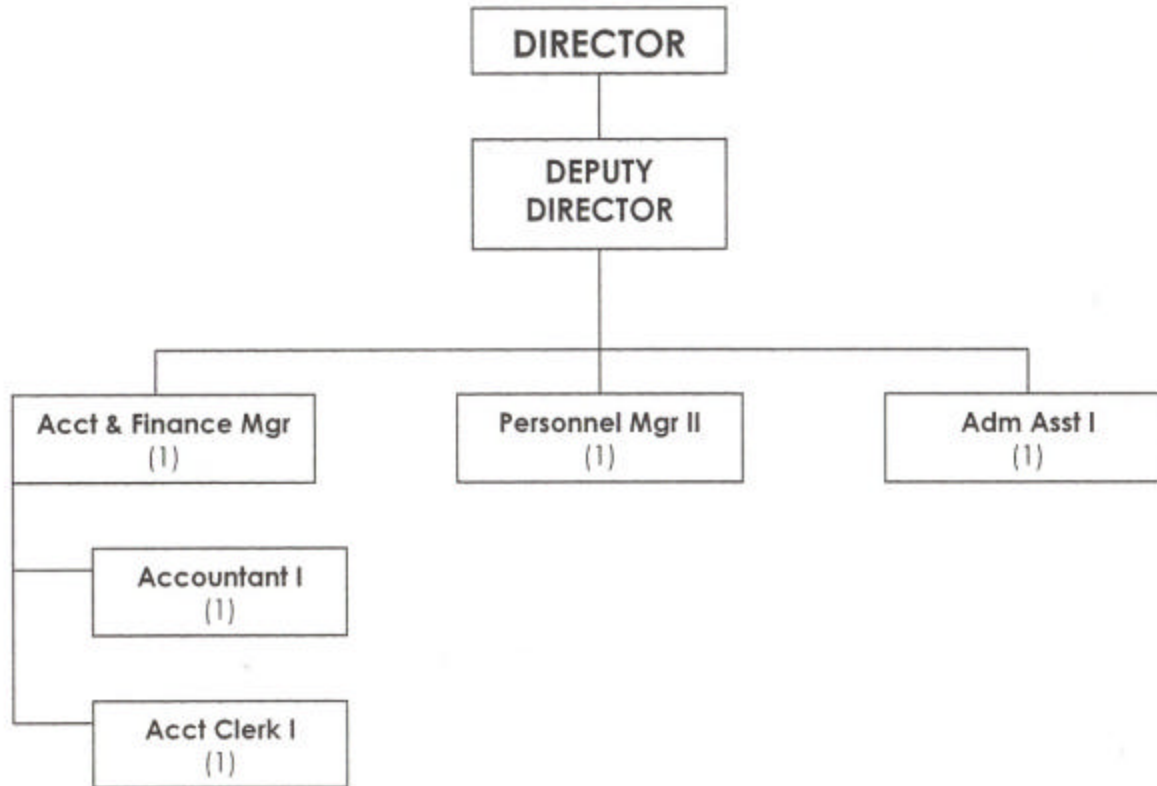 DIRECTOR
DEPUTY
DIRECTOR
Acct & Finance Mgr
(1)
Personnel Mgr II
(1)
Adm Asst I
(1)
Accountant I
(1)
Acct Clerk I
(1)